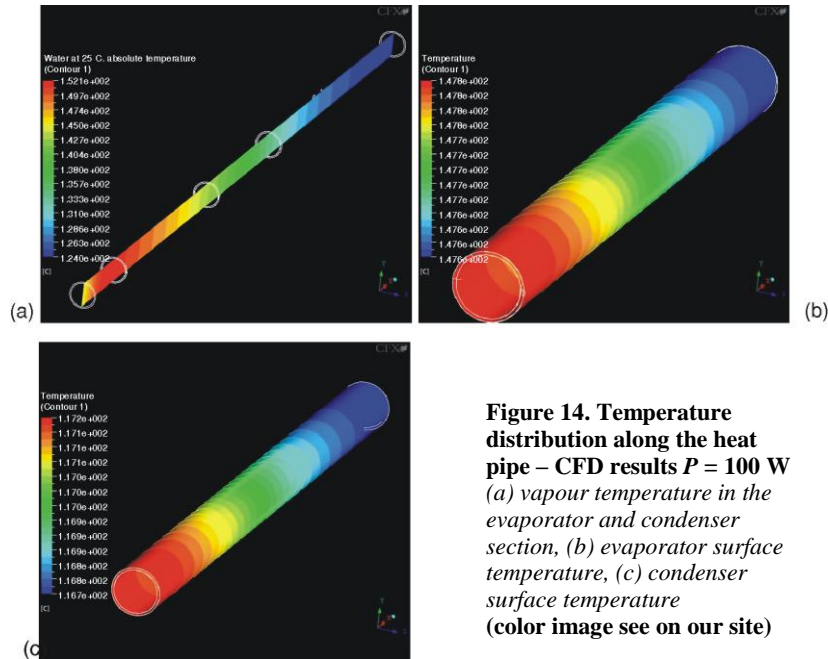 CFX
Water at 25 C. absolute temperature
(Contour 1)
1.521e+002
1.497e+002
1.474e+002
1.450e+002
1.427e+002
1.404e+002
1.380e+002
1.357e+002
1.333e+002
1.310e+002
1.286e+002
1.263e+002
1.240e+002
[C]
(a)
CFX
Temperature
(Contour 1)
1.478e+002
1.478e+002
1.478e+002
1.478e+002
1.477e+002
1.477e+002
1.477e+002
1.477e+002
1.477e+002
1.476e+002
1.476e+002
1.476e+002
1.476e+002
[C]
(b)
CFX
Temperature
(Contour 1)
1.172e+002
1.171e+002
1.171e+002
1.171e+002
1.170e+002
1.170e+002
1.170e+002
1.169e+002
1.169e+002
1.168e+002
1.168e+002
1.168e+002
1.167e+002
[C]
(c)
Figure 14. Temperature
distribution along the heat
pipe – CFD results P = 100 W
(a) vapour temperature in the
evaporator and condenser
section, (b) evaporator surface
temperature, (c) condenser
surface temperature
(color image see on our site)